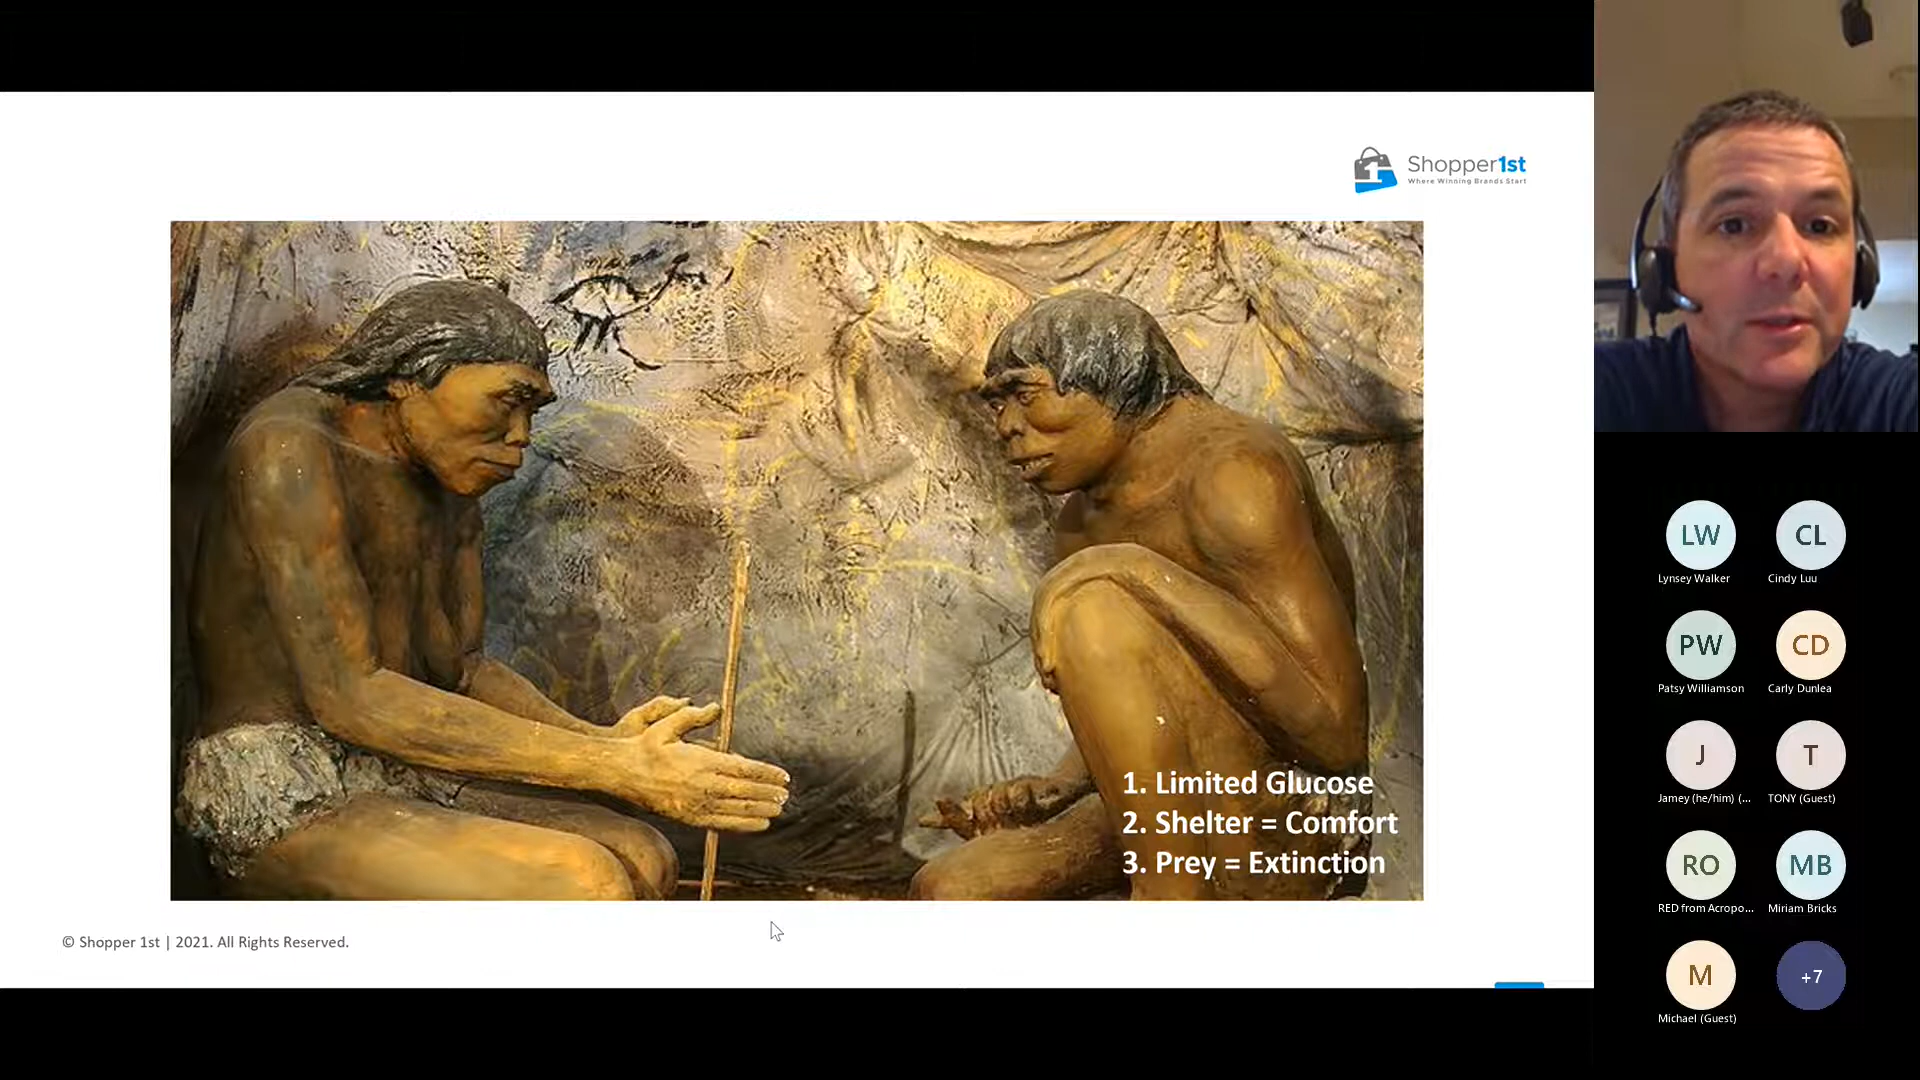 Shopper1st
Where Winning Brands Start
1. Limited Glucose
2. Shelter = Comfort
3. Prey = Extinction
© Shopper 1st | 2021. All Rights Reserved.
LW
CL
Lynsey Walker
Cindy Luu
PW
CD
Patsy Williamson
Carly Dunlea
J
T
Jamey (he/him) (...
TONY (Guest)
RO
MB
RED from Acropo...
Miriam Bricks
M
+7
Michael (Guest)